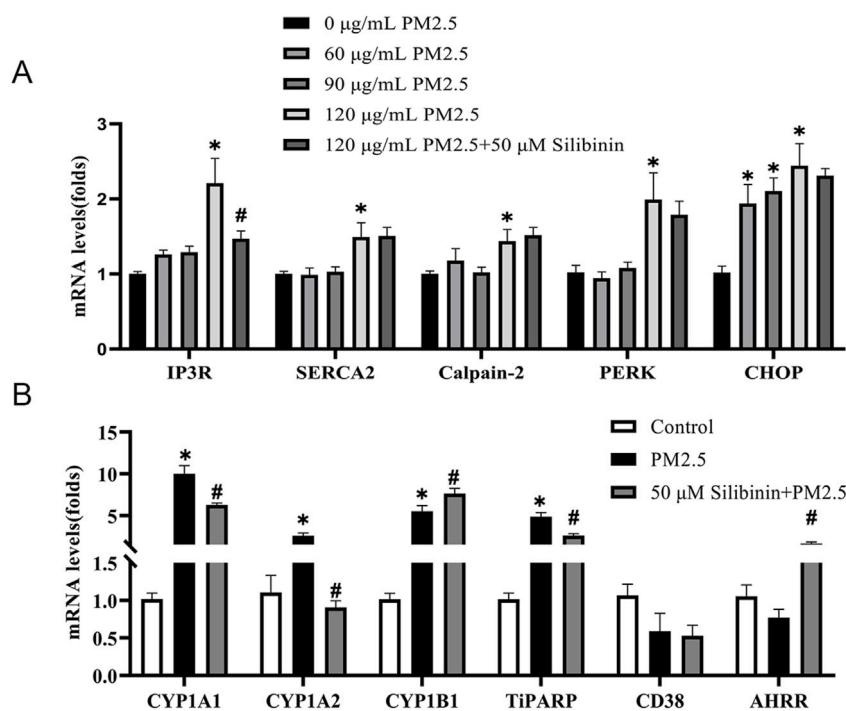 A
0 μg/mL PM2.5
60 μg/mL PM2.5
90 μg/mL PM2.5
120 μg/mL PM2.5
120 μg/mL PM2.5+50 μM Silibinin
mRNA levels(folds)
3
2
1
0
*
#
*
*
*
*
*
*
IP3R SERCA2 Calpain-2 PERK CHOP
B
Control
PM2.5
50 μM Silibinin+PM2.5
mRNA levels(folds)
15
10
5
1.5
1.0
0.5
0.0
*
#
*
#
*
#
*
#
#
CYP1A1 CYP1A2 CYP1B1 TiPARP CD38 AHRR